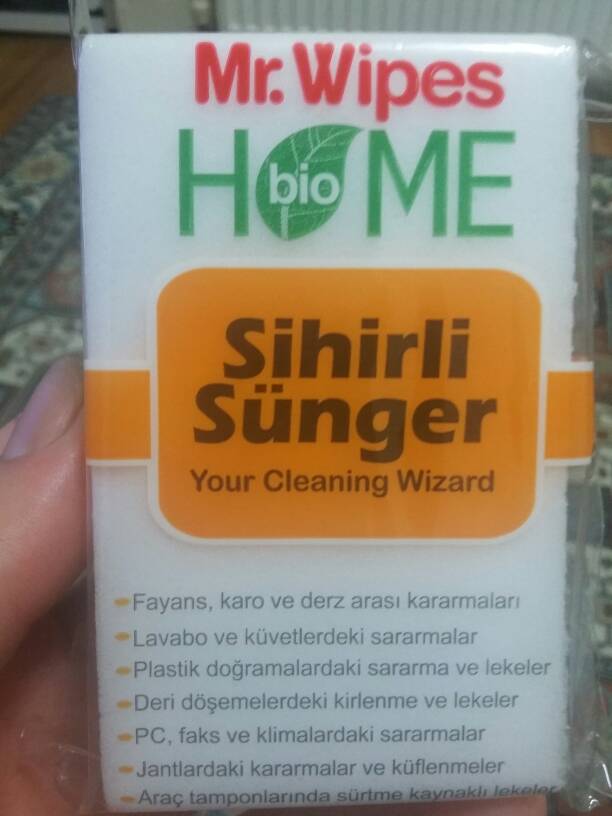 Mr. Wipes
HOME
bio
Sihirli
Sünger
Your Cleaning Wizard
Fayans, karo ve derz arası kararmaları
Lavabo ve küvetlerdeki sararmalar
Plastik doğramalardaki sararma ve lekeler
Deri döşemelerdeki kirlenme ve lekeler
PC, faks ve klimalardaki sararmalar
Jantlardaki kararmalar ve küflenmeler
Araç tamponlarında sürtme kaynaklı lekeler